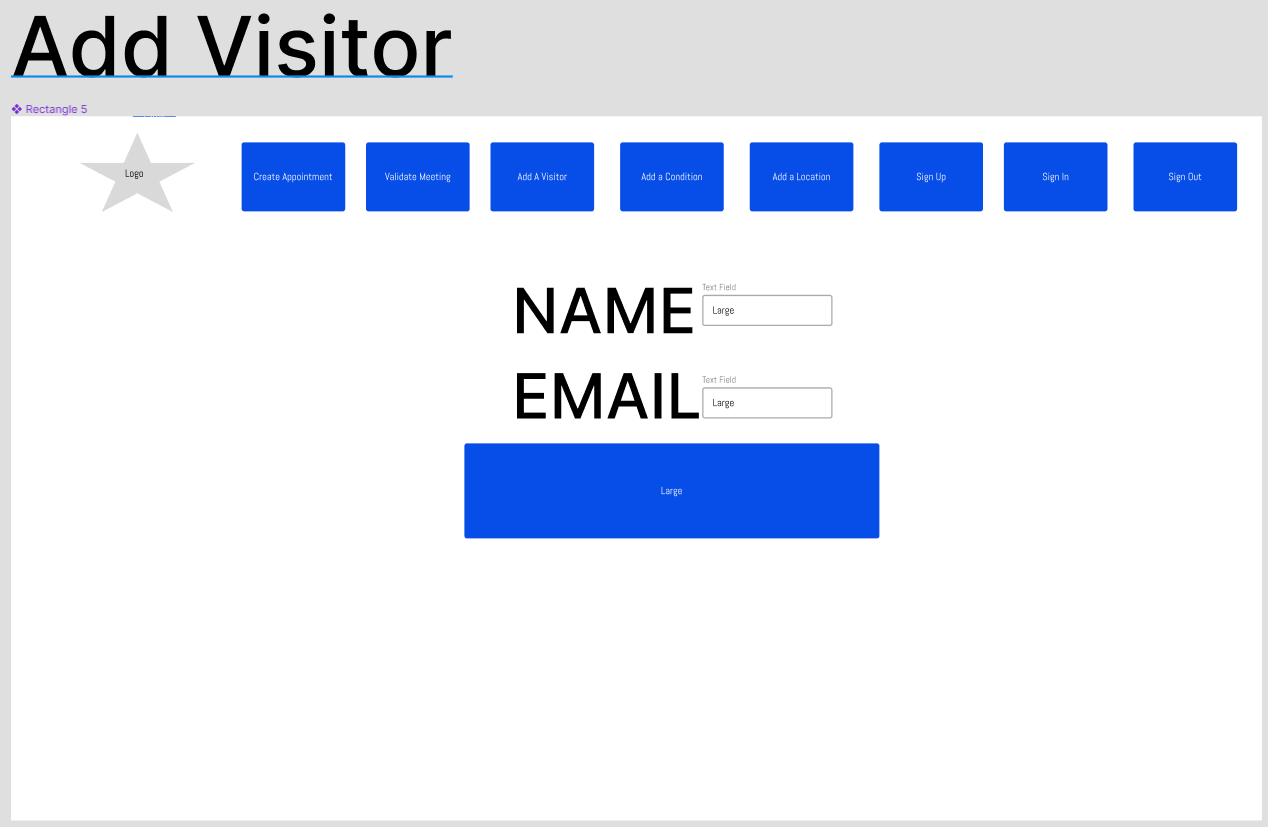 Add Visitor
Rectangle 5
Logo
Create Appointment
Validate Meeting
Add A Visitor
Add a Condition
Add a Location
Sign Up
Sign In
Sign Out
NAME
Text Field
Large
EMAIL
Text Field
Large
Large